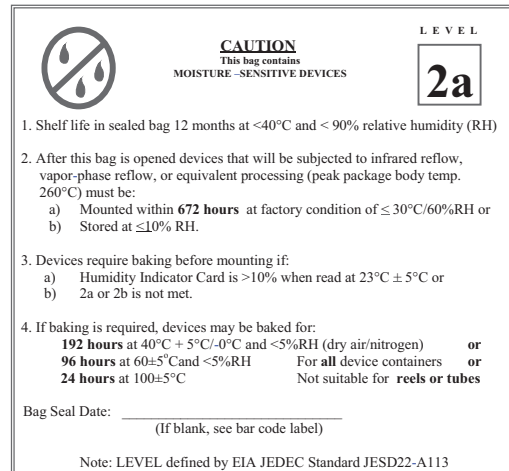 LEVEL
CAUTION
This bag contains
MOISTURE –SENSITIVE DEVICES
2a
1. Shelf life in sealed bag 12 months at <40°C and < 90% relative humidity (RH)
2. After this bag is opened devices that will be subjected to infrared reflow,
vapor-phase reflow, or equivalent processing (peak package body temp.
260°C) must be:
a) Mounted within 672 hours at factory condition of ≤ 30°C/60%RH or
b) Stored at ≤10% RH.
3. Devices require baking before mounting if:
a) Humidity Indicator Card is >10% when read at 23°C ± 5°C or
b) 2a or 2b is not met.
4. If baking is required, devices may be baked for:
192 hours at 40°C + 5°C/-0°C and <5%RH (dry air/nitrogen) or
96 hours at 60±5°Cand <5%RH For all device containers or
24 hours at 100±5°C Not suitable for reels or tubes
Bag Seal Date: ______________________________
(If blank, see bar code label)
Note: LEVEL defined by EIA JEDEC Standard JESD22-A113